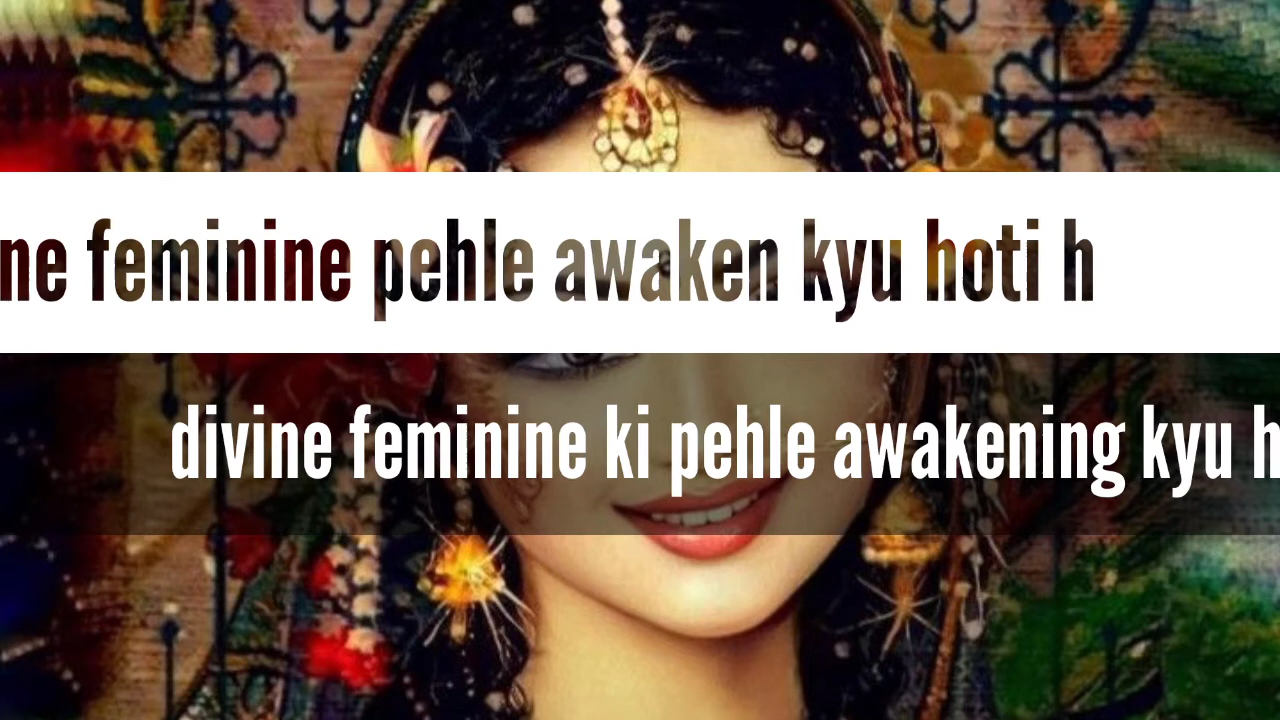 ne feminine pehle awaken kyu hoti h
divine feminine ki pehle awakening kyu h